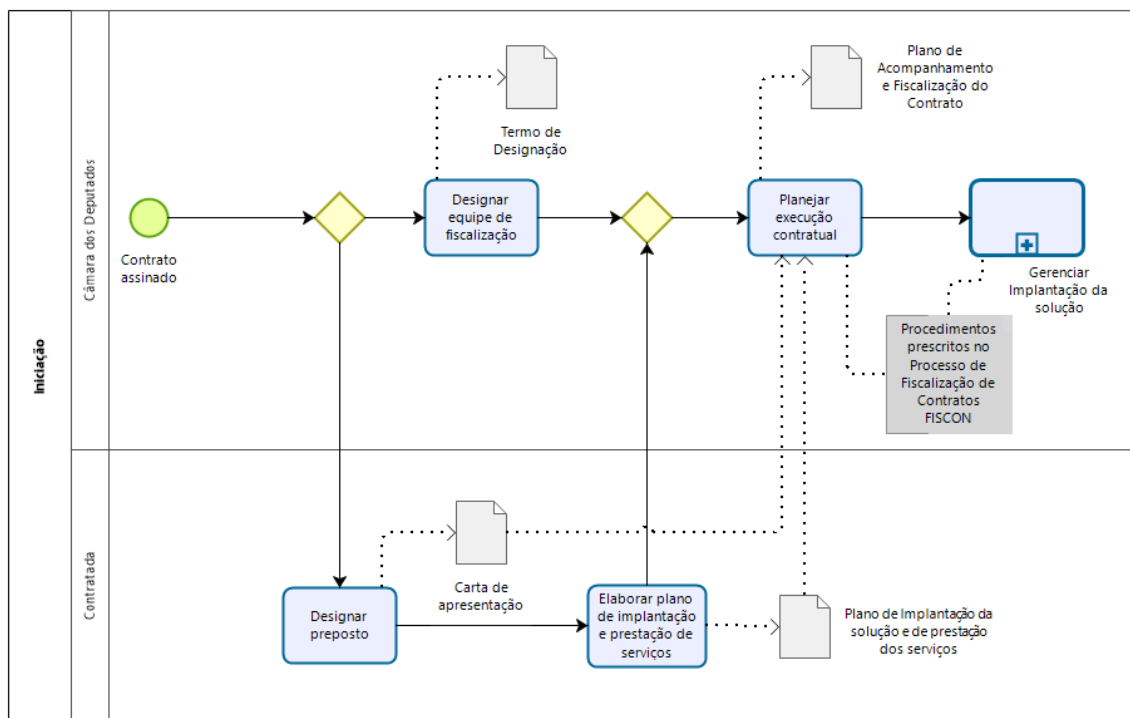 Iniciação
Câmara dos Deputados
Contrato
assinado
Termo de
Designação
Designar
equipe de
fiscalização
Plano de
Acompanhamento
e Fiscalização do
Contrato
Planejar
execução
contratual
Gerenciar
Implantação da
solução
Procedimentos
prescritos no
Processo de
Fiscalização de
Contratos
FISCON
Contratada
Designar
preposto
Carta de
apresentação
Elaborar plano
de implantação
e prestação de
serviços
Plano de Implantação da
solução e de prestação
dos serviços